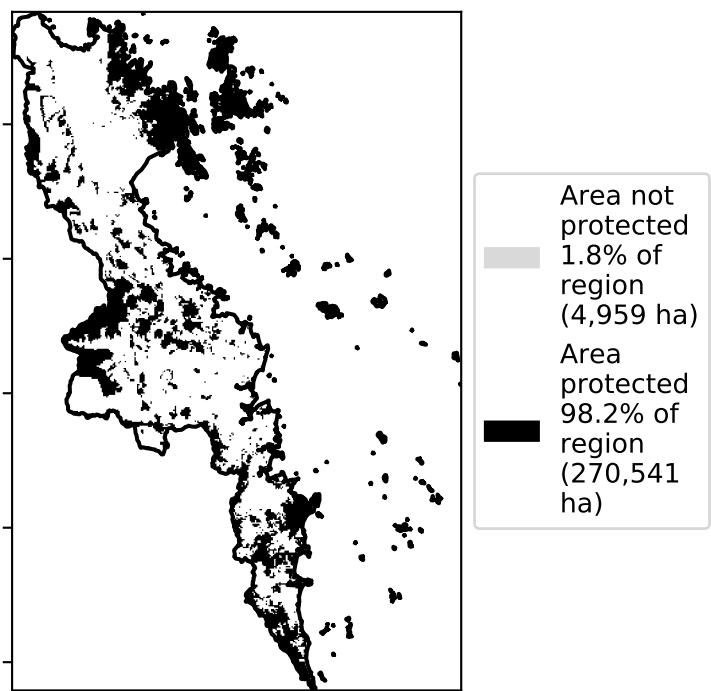 Area not
protected
1.8% of
region
(4,959 ha)
Area
protected
98.2% of
region
(270,541
ha)